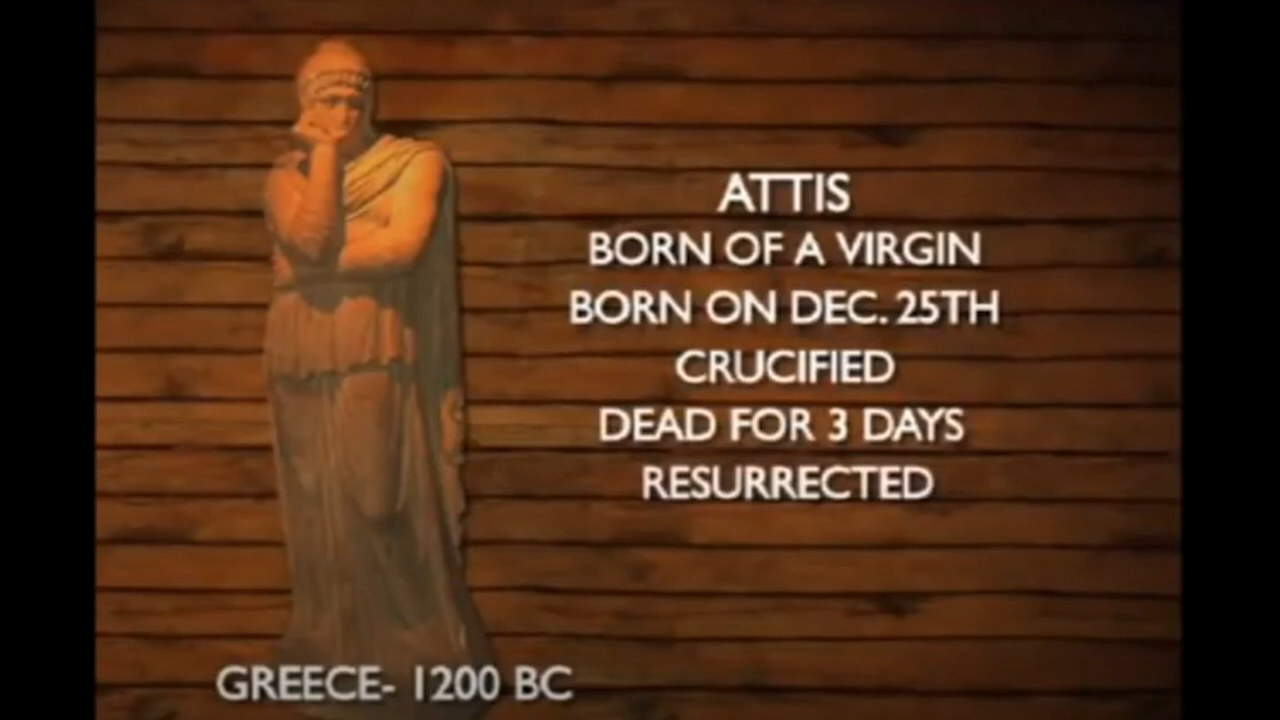 ATTIS
BORN OF A VIRGIN
BORN ON DEC. 25TH
CRUCIFIED
DEAD FOR 3 DAYS
RESURRECTED
GREECE- 1200 BC